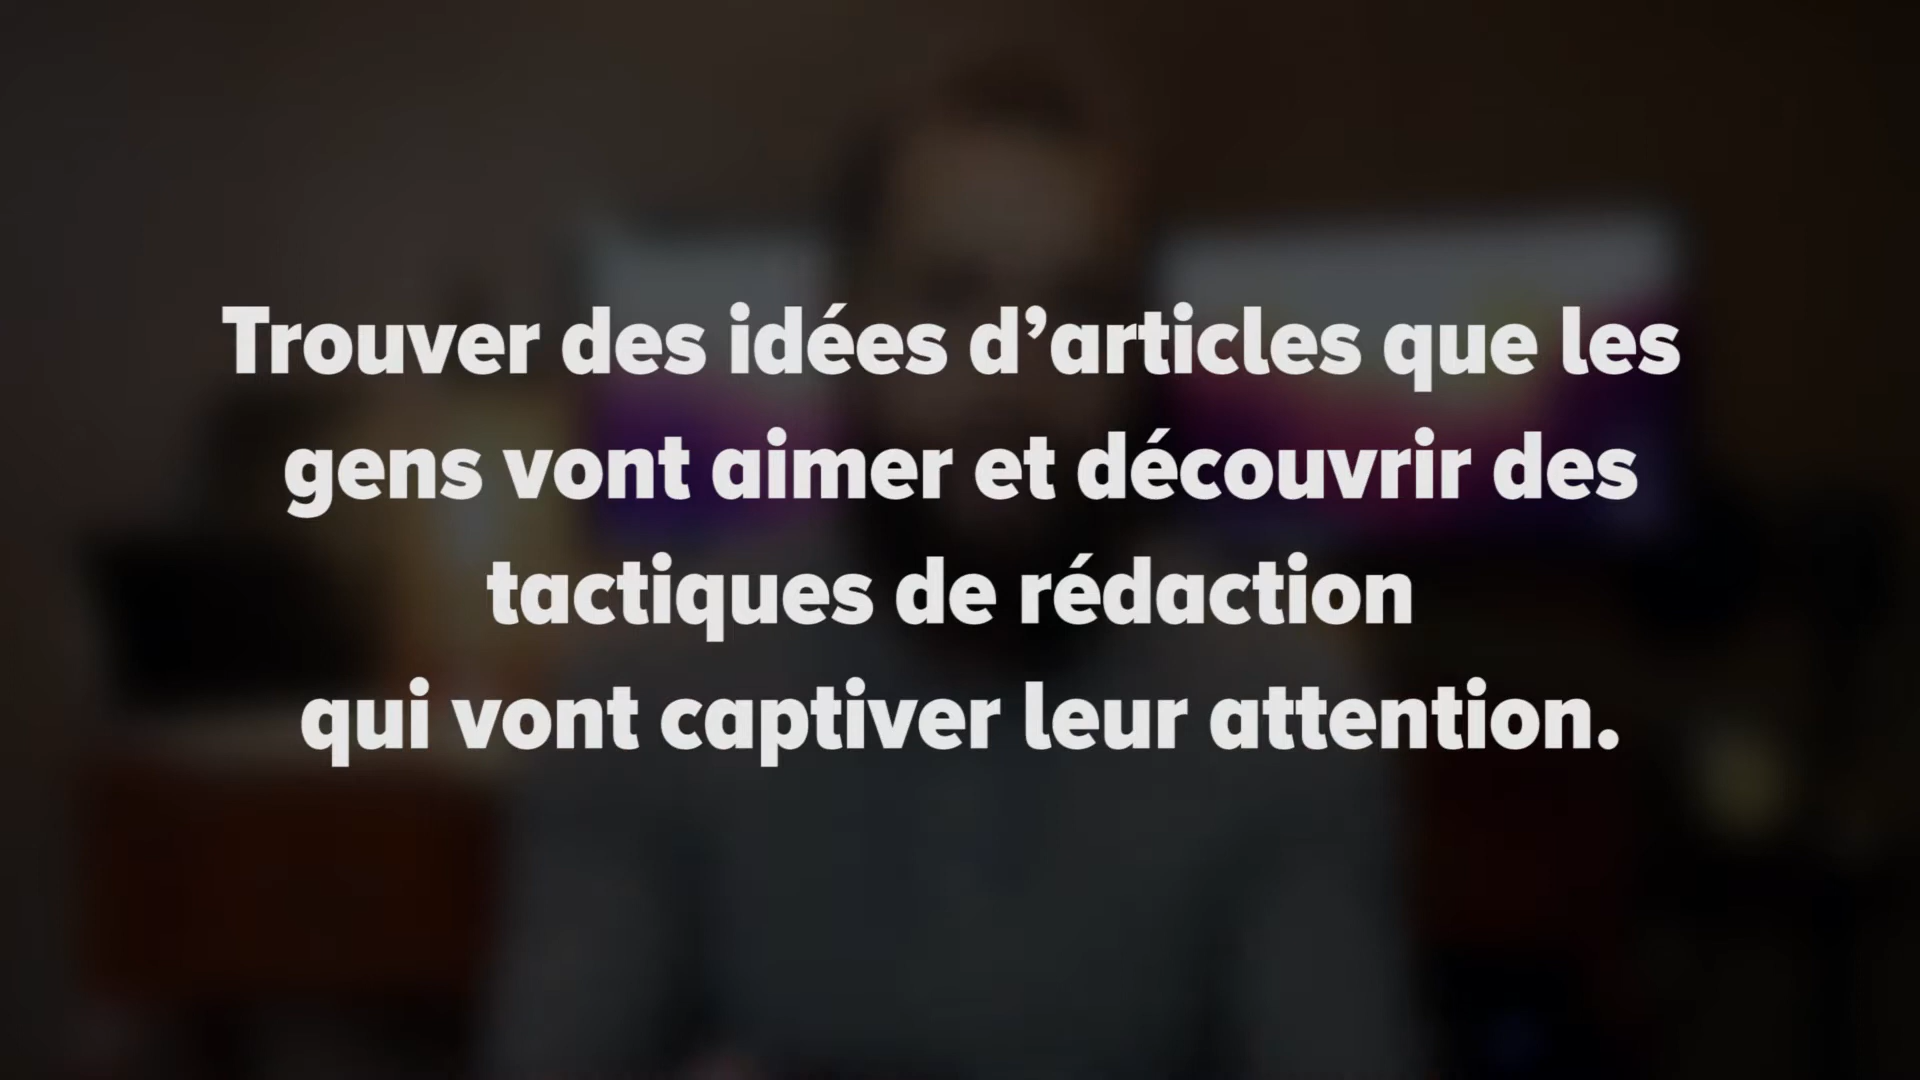 Trouver des idées d’articles que les
gens vont aimer et découvrir des
tactiques de rédaction
qui vont captiver leur attention.